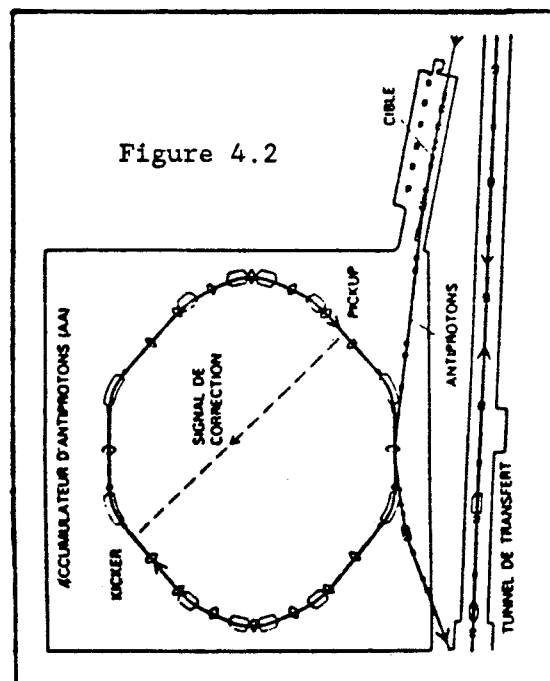 Figure 4.2
ACCUMULATEUR D'ANTIPROTONS (AA)
KICKER
SIGNAL DE
CORRECTION
PICKUP
CIBLE
ANTIPROTONS
TUNNEL DE TRANSFERT